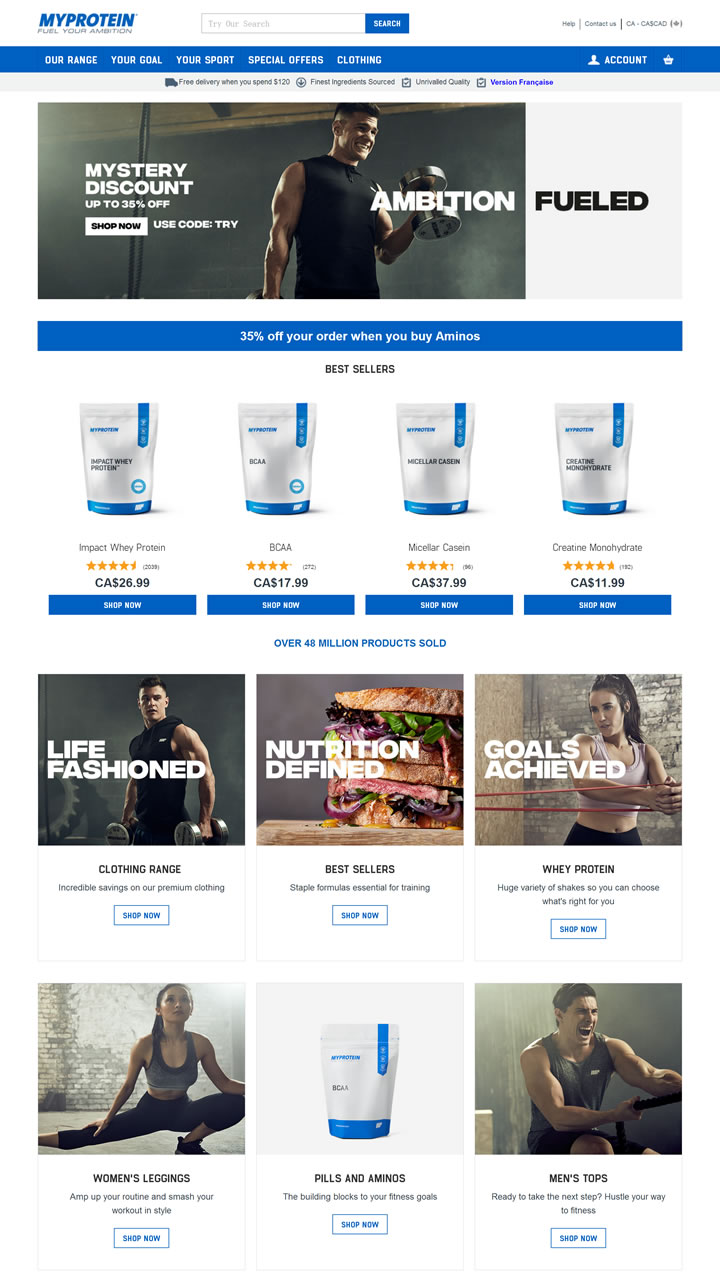 MYPROTEIN
FUEL YOUR AMBITION
Try Our Search
SEARCH
Help
Contact us
CA - CA$CAD
OUR RANGE
YOUR GOAL
YOUR SPORT
SPECIAL OFFERS
CLOTHING
ACCOUNT
Free delivery when you spend $120
Finest Ingredients Sourced
Unrivalled Quality
Version Française
MYSTERY
DISCOUNT
UP TO 35% OFF
SHOP NOW
USE CODE: TRY
AMBITION FUELED
35% off your order when you buy Aminos
BEST SELLERS
MYPROTEIN
IMPACT WHEY
PROTEIN™
MYPROTEIN
BCAA
MYPROTEIN
MICELLAR CASEIN
MYPROTEIN
CREATINE
MONOHYDRATE
Impact Whey Protein
(2039)
CA$26.99
SHOP NOW
BCAA
(272)
CA$17.99
SHOP NOW
Micellar Casein
(96)
CA$37.99
SHOP NOW
Creatine Monohydrate
(192)
CA$11.99
SHOP NOW
OVER 48 MILLION PRODUCTS SOLD
LIFE
FASHIONED
CLOTHING RANGE
Incredible savings on our premium clothing
SHOP NOW
NUTRITION
DEFINED
BEST SELLERS
Staple formulas essential for training
SHOP NOW
GOALS
ACHIEVED
WHEY PROTEIN
Huge variety of shakes so you can choose
what's right for you
SHOP NOW
WOMEN'S LEGGINGS
Amp up your routine and smash your
workout in style
SHOP NOW
MYPROTEIN
BCAA
PILLS AND AMINOS
The building blocks to your fitness goals
SHOP NOW
MEN'S TOPS
Ready to take the next step? Hustle your way
to fitness
SHOP NOW